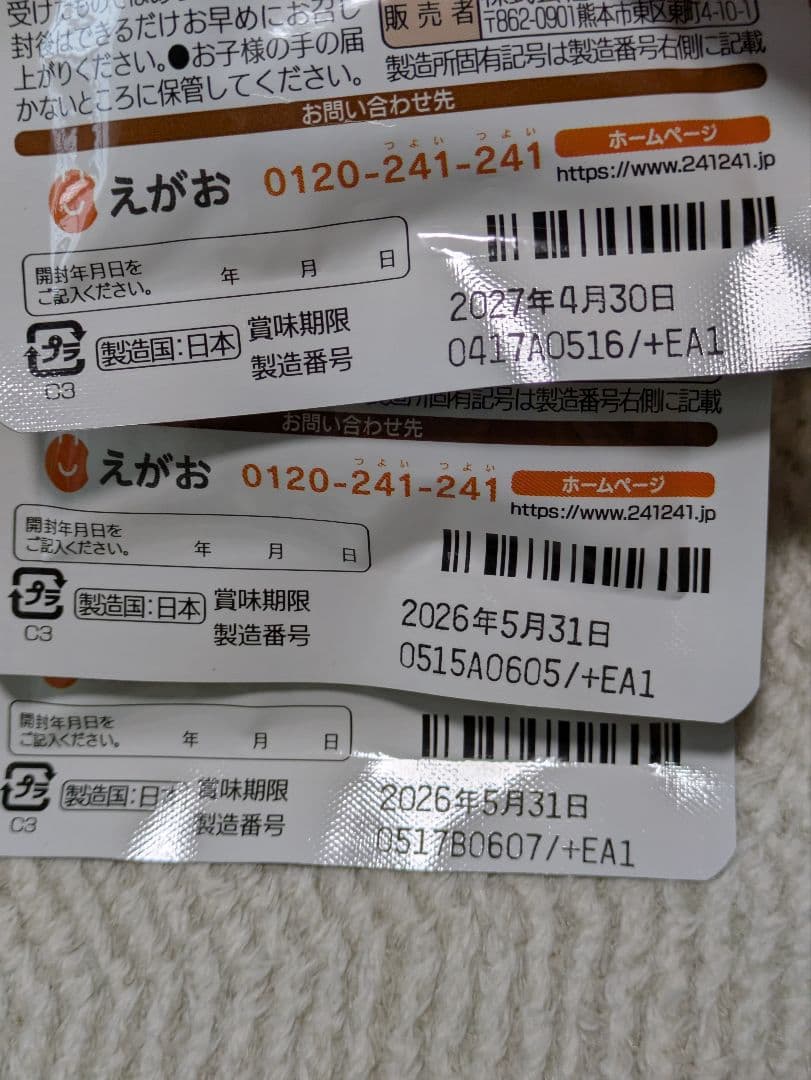 受けたもので
封後はできるだけお早めにお召し
上がりください。●お子様の手の届
かないところに保管してください。
販売者
〒862-0901熊本市東区東町4-10-1
製造所固有記号は製造番号右側に記載
お問い合わせ先
えがお
つよい つよい
0120-241-241
ホームページ
https://www.241241.jp
開封年月日を
ご記入ください。
年 月 日
プラ
C3
製造国:日本
賞味期限
製造番号
2027年4月30日
0417A0516/+EA1
固有記号は製造番号右側に記載
お問い合わせ先
えがお
つよい つよい
0120-241-241
ホームページ
https://www.241241.jp
開封年月日を
ご記入ください。
年 月 日
プラ
C3
製造国:日本
賞味期限
製造番号
2026年5月31日
0515A0605/+EA1
開封年月日を
ご記入ください。
年 月 日
プラ
C3
製造国:日本
賞味期限
製造番号
2026年5月31日
0517B0607/+EA1